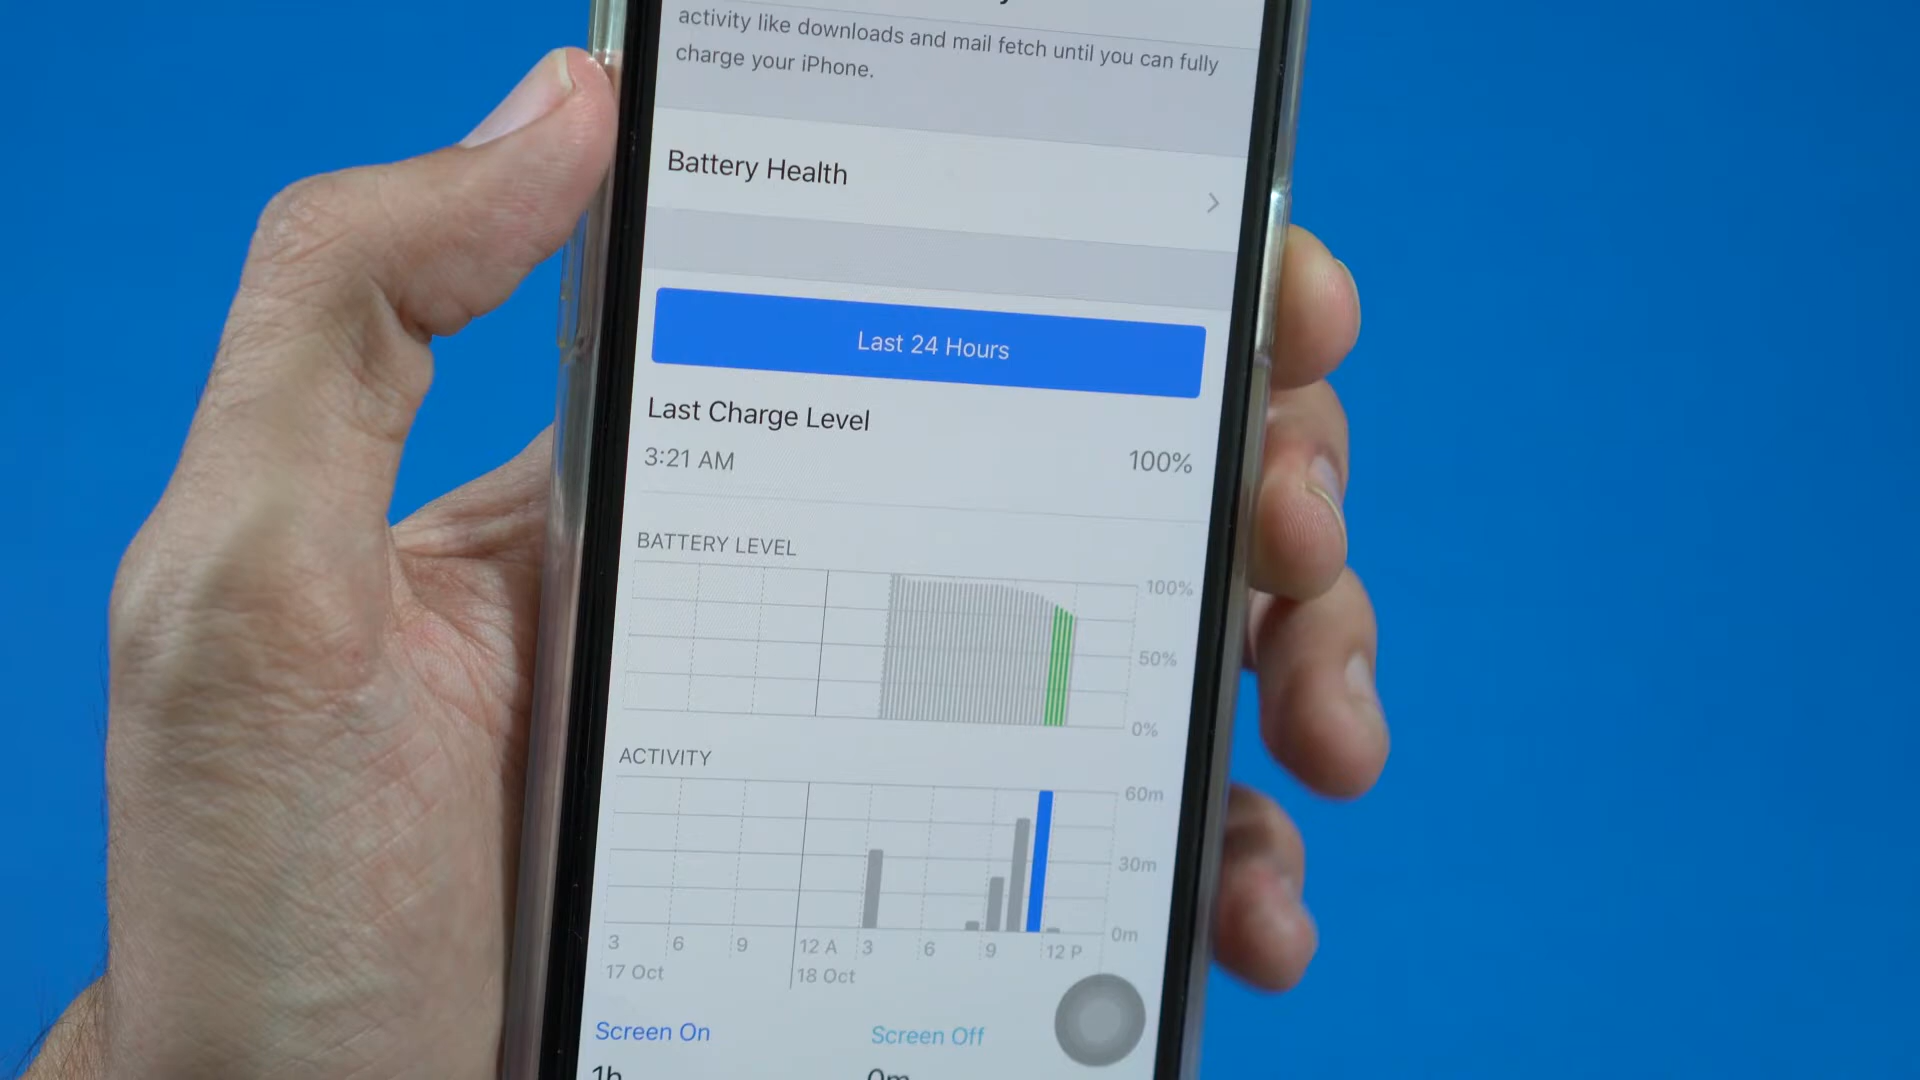 activity like downloads and mail fetch until you can fully
charge your iPhone.
Battery Health
Last 24 Hours
Last Charge Level
3:21 AM 100%
BATTERY LEVEL
100%
50%
0%
ACTIVITY
60m
30m
0m
3 6 9 12 A 3 6 9 12 P
17 Oct 18 Oct
Screen On Screen Off
1h 0m